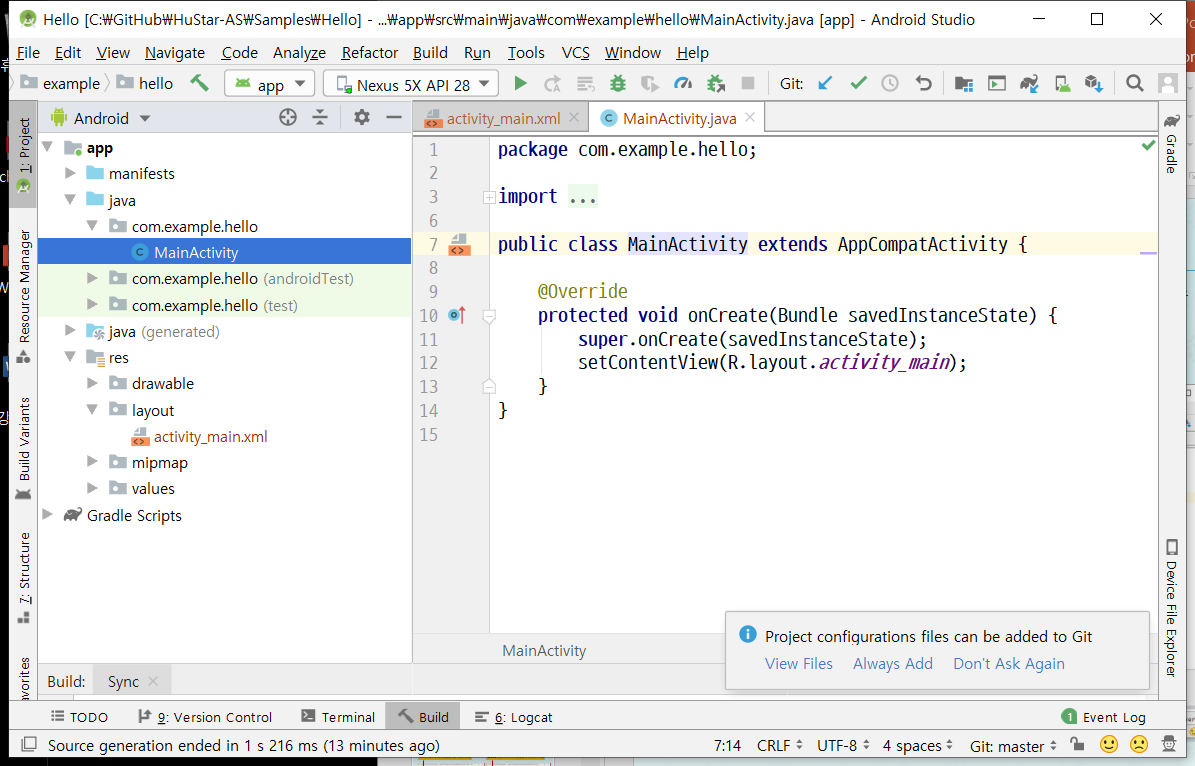 Hello [C:₩GitHub₩HuStar-AS₩Samples₩Hello] - ...₩app₩src₩main₩java₩com₩example₩hello₩MainActivity.java [app] - Android Studio
File Edit View Navigate Code Analyze Refactor Build Run Tools VCS Window Help
example hello app Nexus 5X API 28 Git:
Android
activity_main.xml MainActivity.java
1: Project
Resource Manager
Build Variants
7: Structure
app
manifests
java
com.example.hello
MainActivity
com.example.hello (androidTest)
com.example.hello (test)
java (generated)
res
drawable
layout
activity_main.xml
mipmap
values
Gradle Scripts
1 package com.example.hello;
2
3 import ...
6
7 public class MainActivity extends AppCompatActivity {
8
9 @Override
10 protected void onCreate(Bundle savedInstanceState) {
11 super.onCreate(savedInstanceState);
12 setContentView(R.layout.activity_main);
13 }
14 }
15
MainActivity
Gradle
Device File Explorer
Project configurations files can be added to Git
View Files Always Add Don't Ask Again
Build: Sync
TODO 9: Version Control Terminal Build 6: Logcat 1 Event Log
Source generation ended in 1 s 216 ms (13 minutes ago) 7:14 CRLF UTF-8 4 spaces Git: master